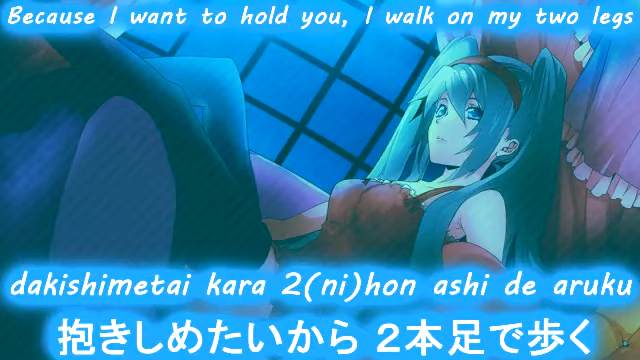 Because I want to hold you, I walk on my two legs
dakishimetai kara 2(ni)hon ashi de aruku
抱きしめたいから 2本足で歩く